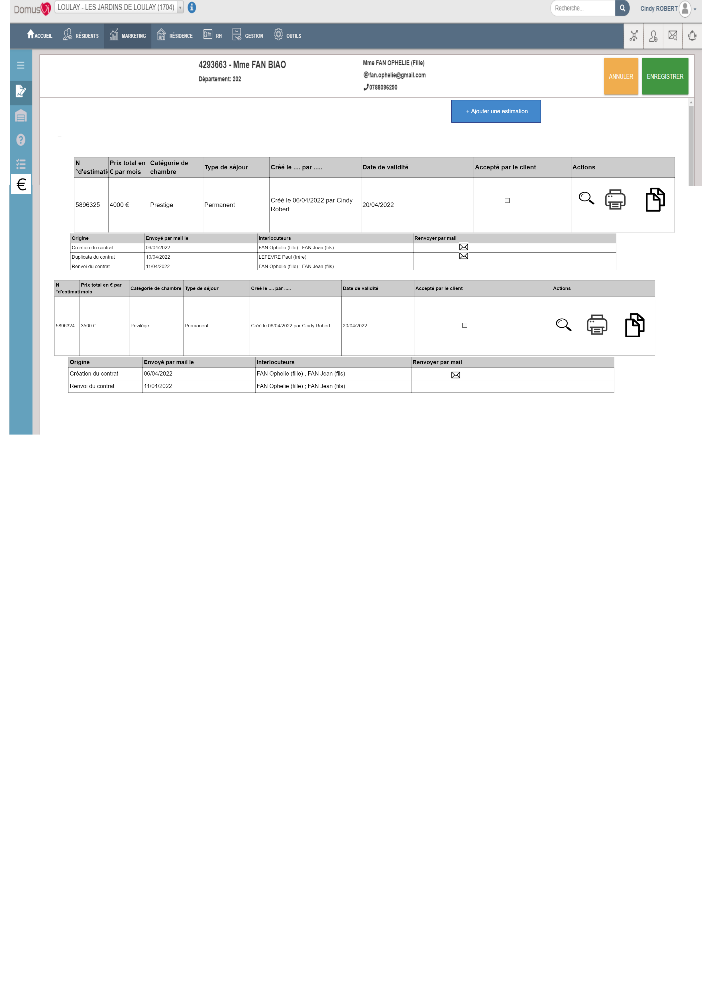 DomusVi LOULAY - LES JARDINS DE LOULAY (1704) Recherche... Cindy ROBERT
ACCUEIL RÉSIDENTS MARKETING RÉSIDENCE RH GESTION OUTILS
4293663 - Mme FAN BIAO
Département: 202
Mme FAN OPHELIE (Fille)
@fan.ophelie@gmail.com
0788096290
ANNULER ENREGISTRER
+ Ajouter une estimation
N °d'estimati Prix total en € par mois Catégorie de chambre Type de séjour Créé le .... par ..... Date de validité Accepté par le client Actions
5896325 4000 € Prestige Permanent Créé le 06/04/2022 par Cindy Robert 20/04/2022
Origine Envoyé par mail le Interlocuteurs Renvoyer par mail
Création du contrat 06/04/2022 FAN Ophelie (fille) ; FAN Jean (fils)
Duplicata du contrat 10/04/2022 LEFEVRE Paul (frère)
Renvoi du contrat 11/04/2022 FAN Ophelie (fille) ; FAN Jean (fils)
€
N °d'estimati Prix total en € par mois Catégorie de chambre Type de séjour Créé le .... par ..... Date de validité Accepté par le client Actions
5896324 3500 € Privilège Permanent Créé le 06/04/2022 par Cindy Robert 20/04/2022
Origine Envoyé par mail le Interlocuteurs Renvoyer par mail
Création du contrat 06/04/2022 FAN Ophelie (fille) ; FAN Jean (fils)
Renvoi du contrat 11/04/2022 FAN Ophelie (fille) ; FAN Jean (fils)